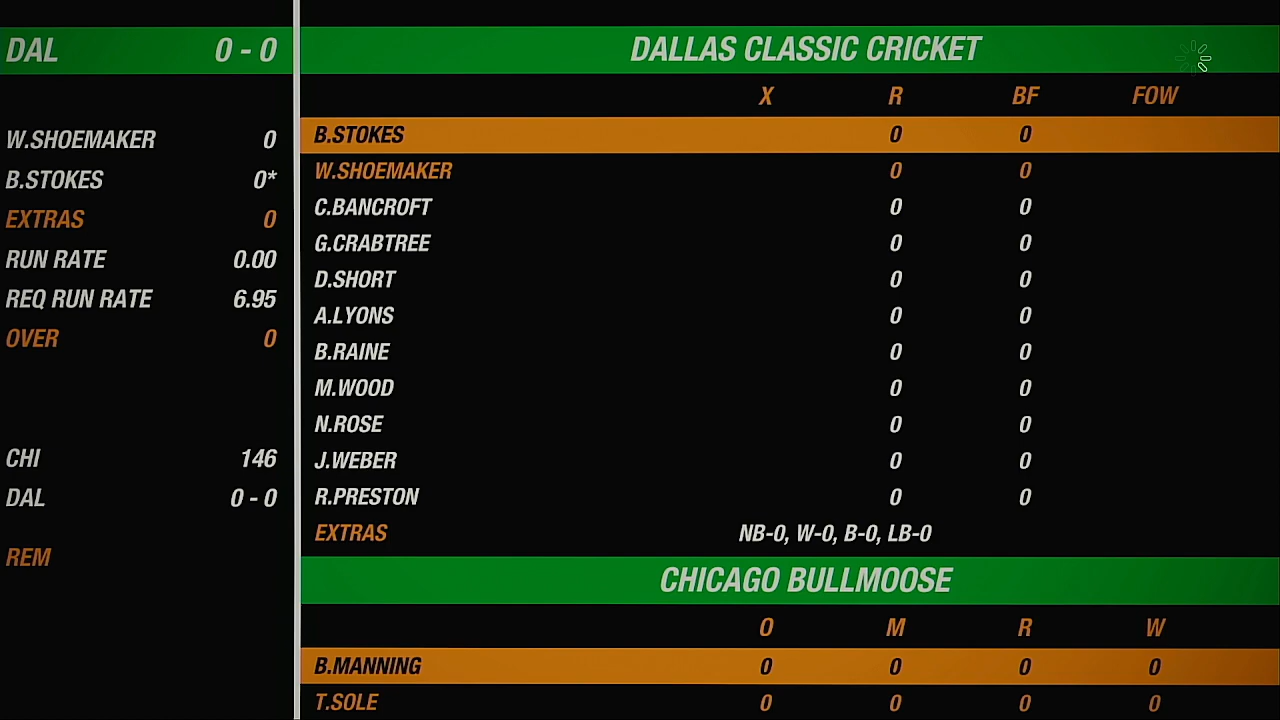 DAL 0 - 0
W.SHOEMAKER 0
B.STOKES 0*
EXTRAS 0
RUN RATE 0.00
REQ RUN RATE 6.95
OVER 0
CHI 146
DAL 0 - 0
REM
DALLAS CLASSIC CRICKET
X R BF FOW
B.STOKES 0 0
W.SHOEMAKER 0 0
C.BANCROFT 0 0
G.CRABTREE 0 0
D.SHORT 0 0
A.LYONS 0 0
B.RAINE 0 0
M.WOOD 0 0
N.ROSE 0 0
J.WEBER 0 0
R.PRESTON 0 0
EXTRAS NB-0, W-0, B-0, LB-0
CHICAGO BULLMOOSE
O M R W
B.MANNING 0 0 0 0
T.SOLE 0 0 0 0